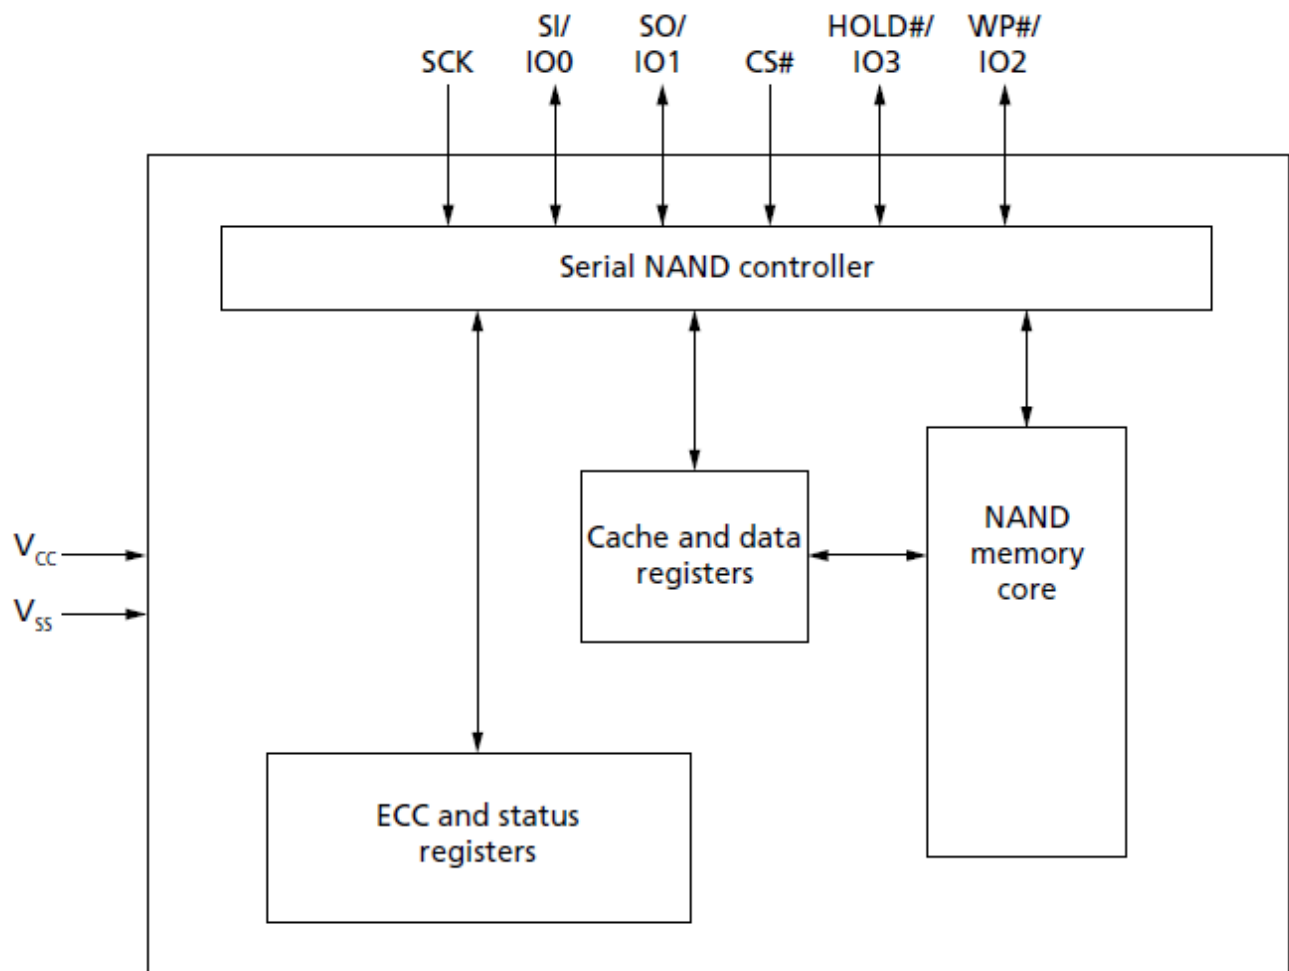 SCK
SI/
IO0
SO/
IO1
CS#
HOLD#/
IO3
WP#/
IO2
Serial NAND controller
Cache and data
registers
NAND
memory
core
VCC
VSS
ECC and status
registers